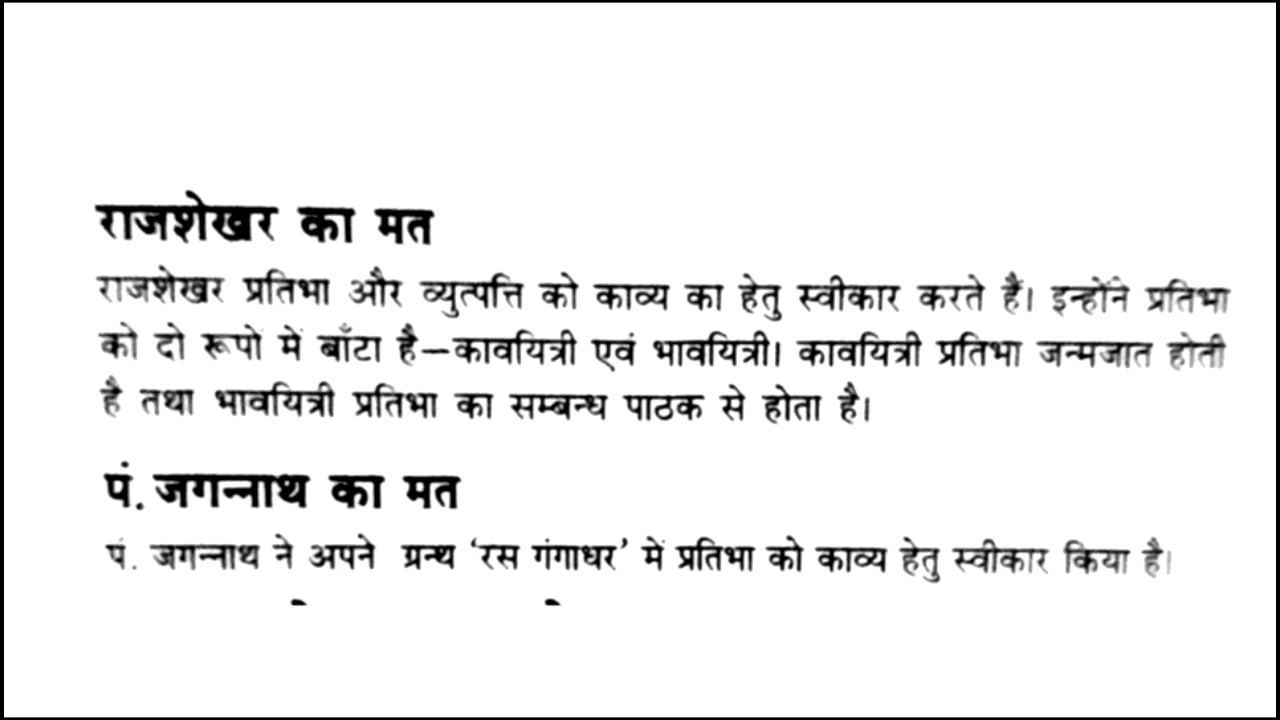 राजशेखर का मत
राजशेखर प्रतिभा और व्युत्पत्ति को काव्य का हेतु स्वीकार करते हैं। इन्होंने प्रतिभा
को दो रूपों में बाँटा है–कावयित्री एवं भावयित्री। कावयित्री प्रतिभा जन्मजात होती
है तथा भावयित्री प्रतिभा का सम्बन्ध पाठक से होता है।
पं. जगन्नाथ का मत
पं. जगन्नाथ ने अपने ग्रन्थ ‘रस गंगाधर’ में प्रतिभा को काव्य हेतु स्वीकार किया है।